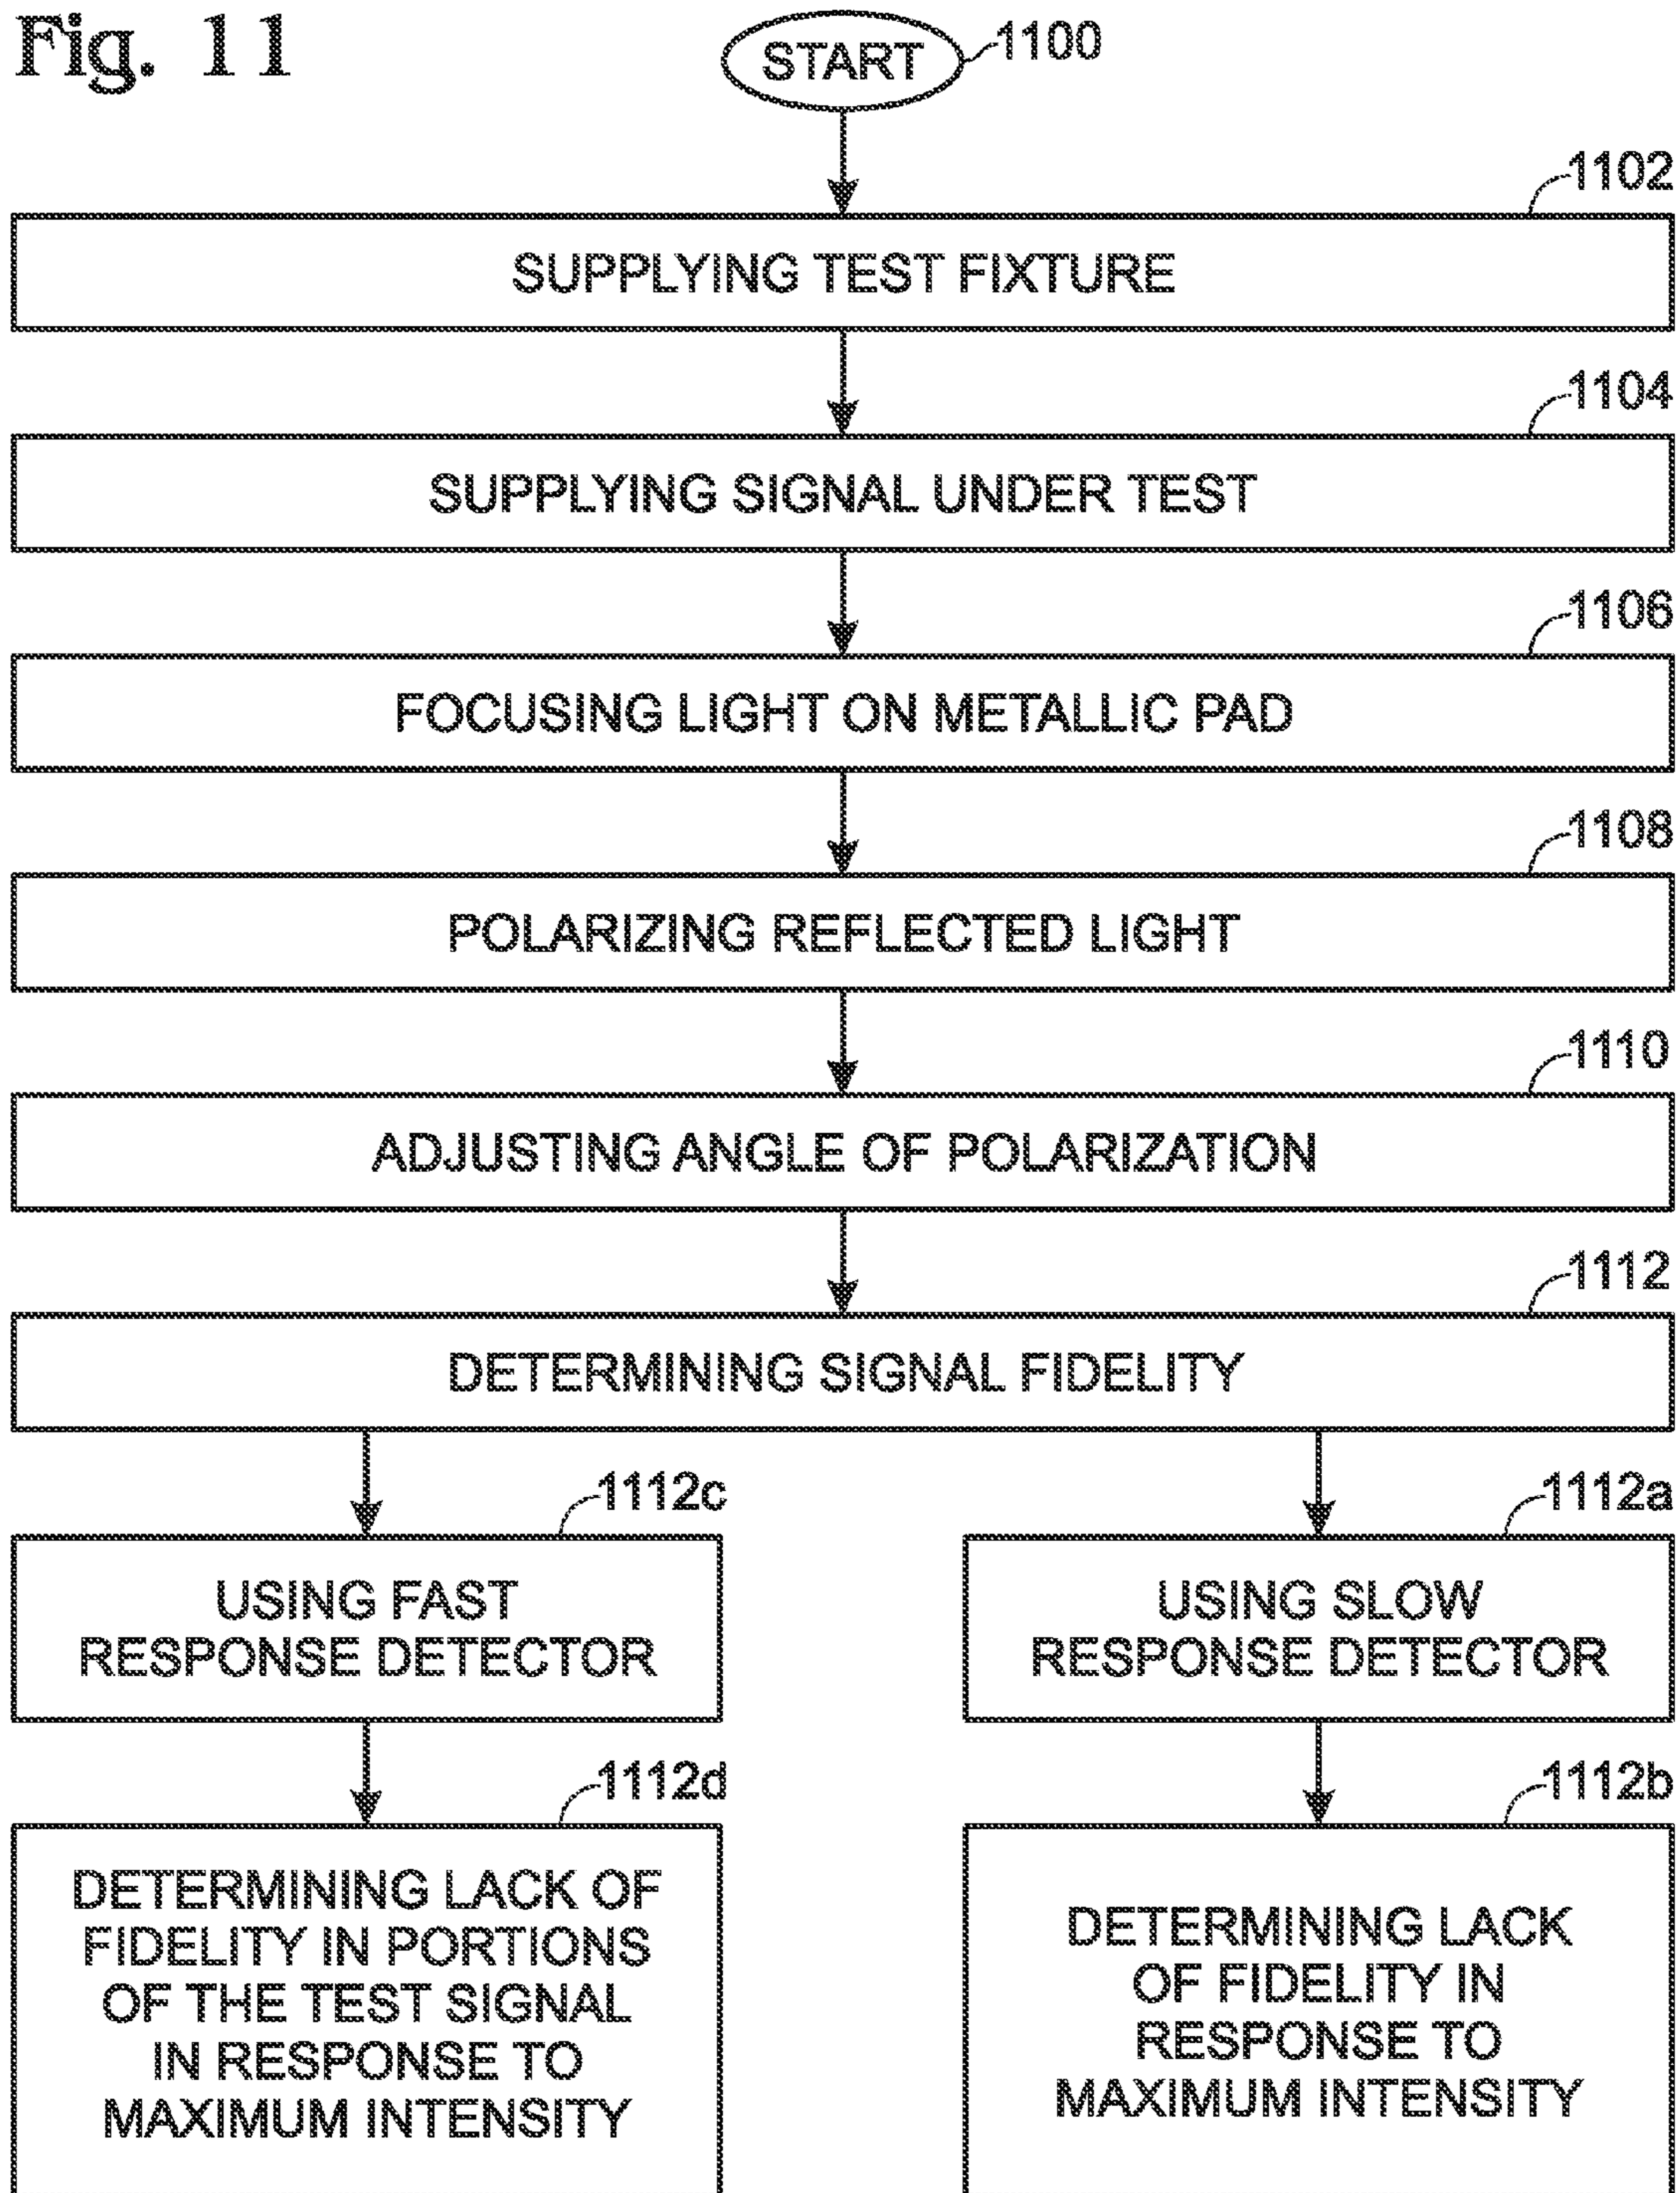 Fig. 11
START
1100
1102
SUPPLYING TEST FIXTURE
1104
SUPPLYING SIGNAL UNDER TEST
1106
FOCUSING LIGHT ON METALLIC PAD
1108
POLARIZING REFLECTED LIGHT
1110
ADJUSTING ANGLE OF POLARIZATION
1112
DETERMINING SIGNAL FIDELITY
1112c
USING FAST
RESPONSE DETECTOR
1112a
USING SLOW
RESPONSE DETECTOR
1112d
DETERMINING LACK OF
FIDELITY IN PORTIONS
OF THE TEST SIGNAL
IN RESPONSE TO
MAXIMUM INTENSITY
1112b
DETERMINING LACK
OF FIDELITY IN
RESPONSE TO
MAXIMUM INTENSITY